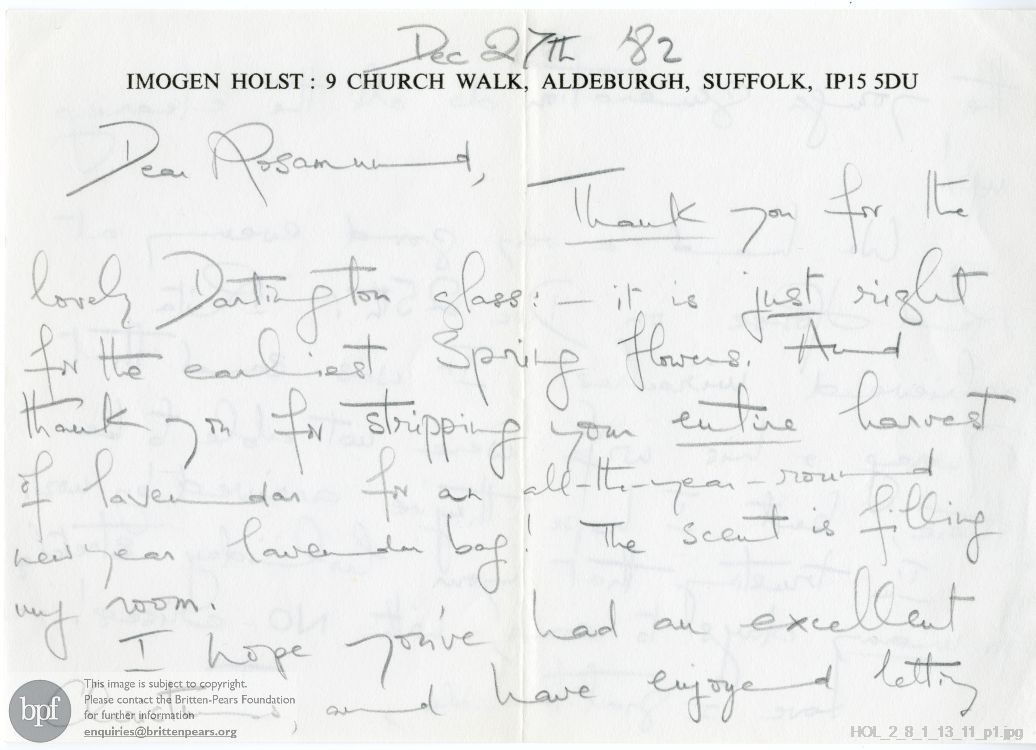 Dec 27th 82
IMOGEN HOLST : 9 CHURCH WALK, ALDEBURGH, SUFFOLK, IP15 5DU
Dear Rosamund,
Thank you for the
lovely Dartington glass: – it is just right
for the earliest Spring flowers. And
thank you for stripping your entire harvest
of lavender for an all-the-year-round
new year lavender bag! The scent is filling
my room.
I hope you've had an excellent
, and have enjoyed letting
This image is subject to copyright.
Please contact the Britten-Pears Foundation
for further information
enquiries@brittenpears.org
bpf
HOL_2_8_1_13_11_p1.jpg